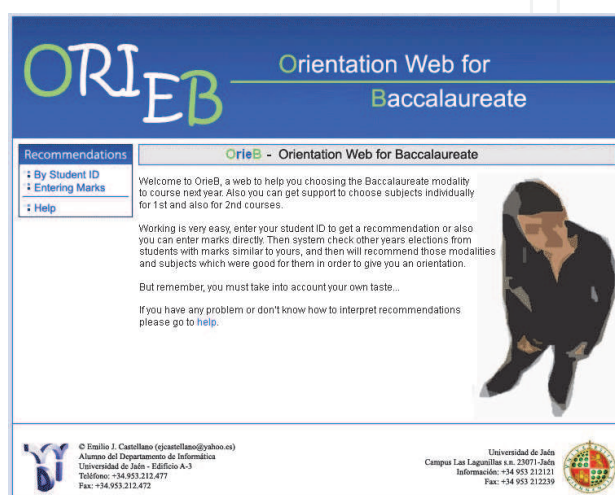 ORIEB
Orientation Web for
Baccalaureate
Recommendations
By Student ID
Entering Marks
Help
OrieB - Orientation Web for Baccalaureate
Welcome to OrieB, a web to help you choosing the Baccalaureate modality
to course next year. Also you can get support to choose subjects individually
for 1st and also for 2nd courses.
Working is very easy, enter your student ID to get a recommendation or also
you can enter marks directly. Then system check other years elections from
students with marks similar to yours, and then will recommend those modalities
and subjects which were good for them in order to give you an orientation.
But remember, you must take into account your own taste...
If you have any problem or don't know how to interpret recommendations
please go to help.
© Emilio J. Castellano (ejcastellano@yahoo.es)
Alumno del Departamento de Informática
Universidad de Jaén - Edificio A-3
Teléfono: +34.953.212.477
Fax: +34.953.212.472
Universidad de Jaén
Campus Las Lagunillas s.n. 23071-Jaén
Información: +34 953 212121
Fax: +34 953 212239